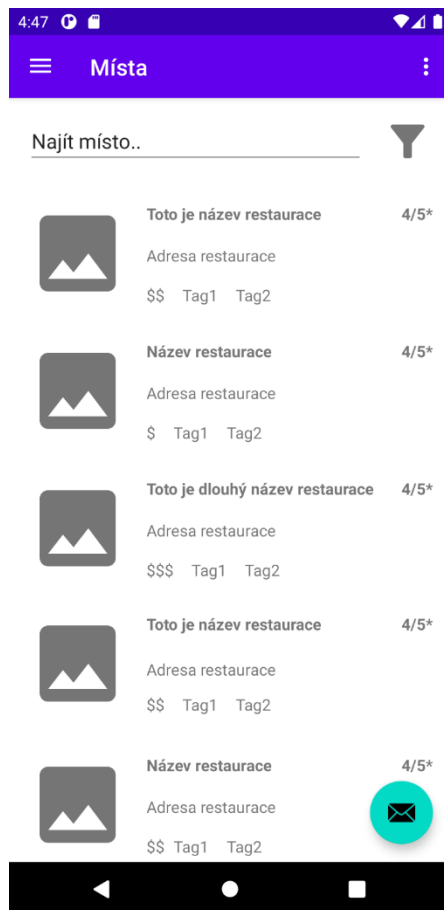 4:47
Místa
Najít místo..
Toto je název restaurace 4/5*
Adresa restaurace
$$ Tag1 Tag2
Název restaurace 4/5*
Adresa restaurace
$ Tag1 Tag2
Toto je dlouhý název restaurace 4/5*
Adresa restaurace
$$$ Tag1 Tag2
Toto je název restaurace 4/5*
Adresa restaurace
$$ Tag1 Tag2
Název restaurace 4/5*
Adresa restaurace
$$ Tag1 Tag2